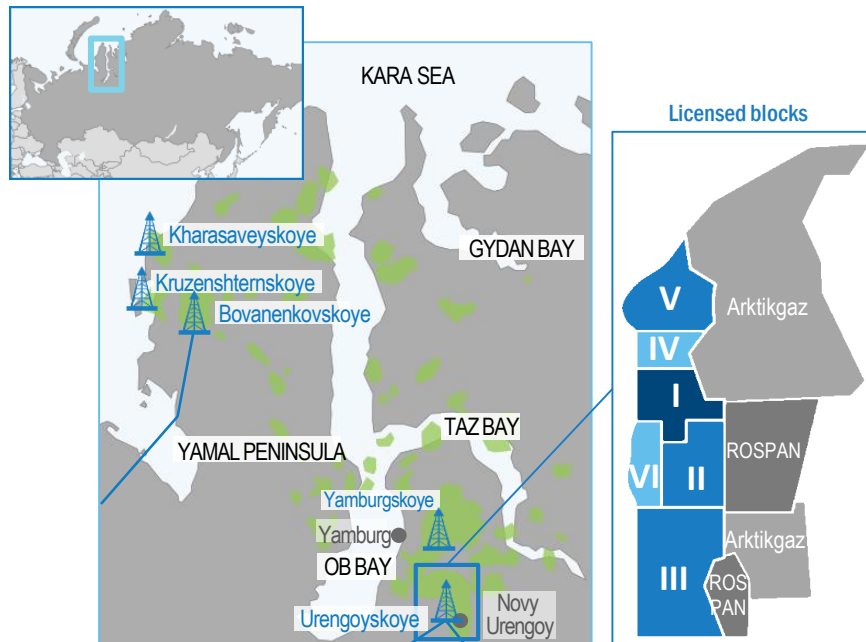 KARA SEA
Licensed blocks
Kharasaveyskoye
GYDAN BAY
Kruzenshternskoye
Bovanenkovskoye
V
Arktikgaz
IV
I
TAZ BAY
YAMAL PENINSULA
ROSPAN
VI
II
Yamburgskoye
Yamburg
Arktikgaz
OB BAY
III
ROS
PAN
Urengoyskoye
Novy
Urengoy